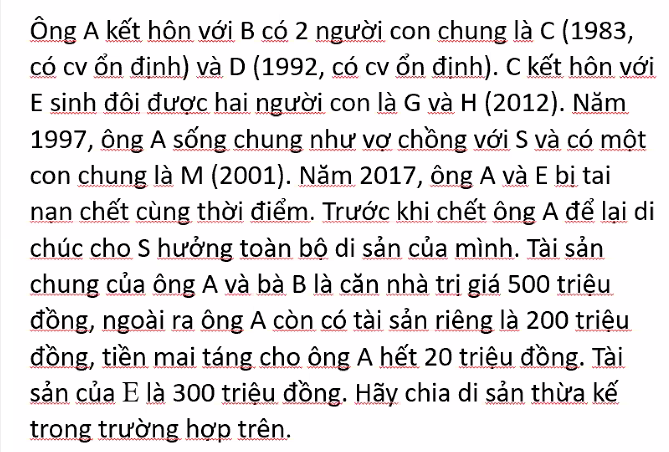 Ông A kết hôn với B có 2 người con chung là C (1983,
có cv ổn định) và D (1992, có cv ổn đinh). C kết hôn với
E sinh đôi được hai người con là G và H (2012). Năm
1997, ông A sống chung như vợ chồng với S và có một
con chung là M (2001). Năm 2017, ông A và E bị tai
nạn chết cùng thời điểm. Trước khi chết ông A để lại di
chúc cho S hưởng toàn bộ di sản của mình. Tài sản
chung của ông A và bà B là căn nhà trị giá 500 triệu
đồng, ngoài ra ông A còn có tài sản riêng là 200 triệu
đồng, tiền mai táng cho ông A hết 20 triệu đồng. Tài
sản của E là 300 triệu đồng. Hãy chia di sản thừa kế
trong trường hợp trên.